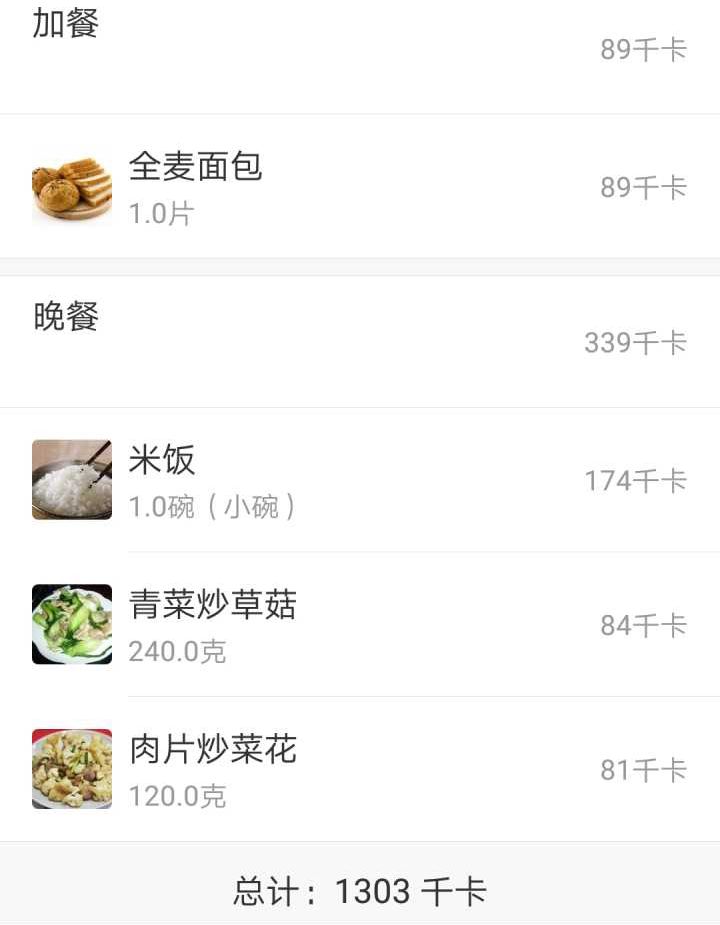 加餐
89千卡
全麦面包
89千卡
1.0片
晚餐
339千卡
米饭
174千卡
1.0碗（小碗）
青菜炒草菇
84千卡
240.0克
肉片炒菜花
81千卡
120.0克
总计：1303 千卡